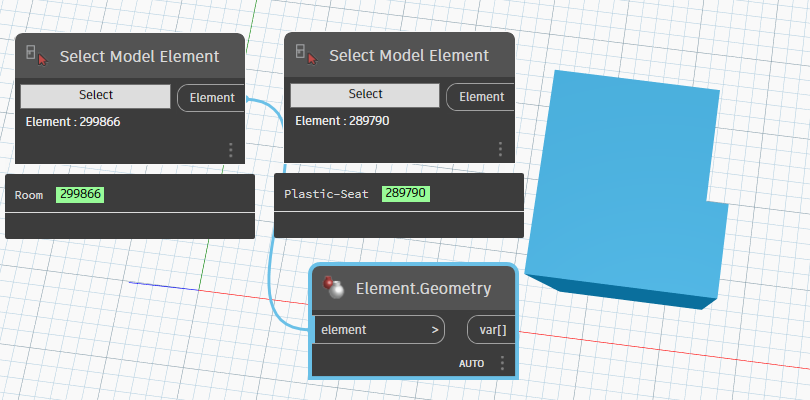 Select Model Element
Select
Element
Element : 299866
Room 299866
Select Model Element
Select
Element
Element : 289790
Plastic-Seat 289790
Element.Geometry
element >
var[]
AUTO